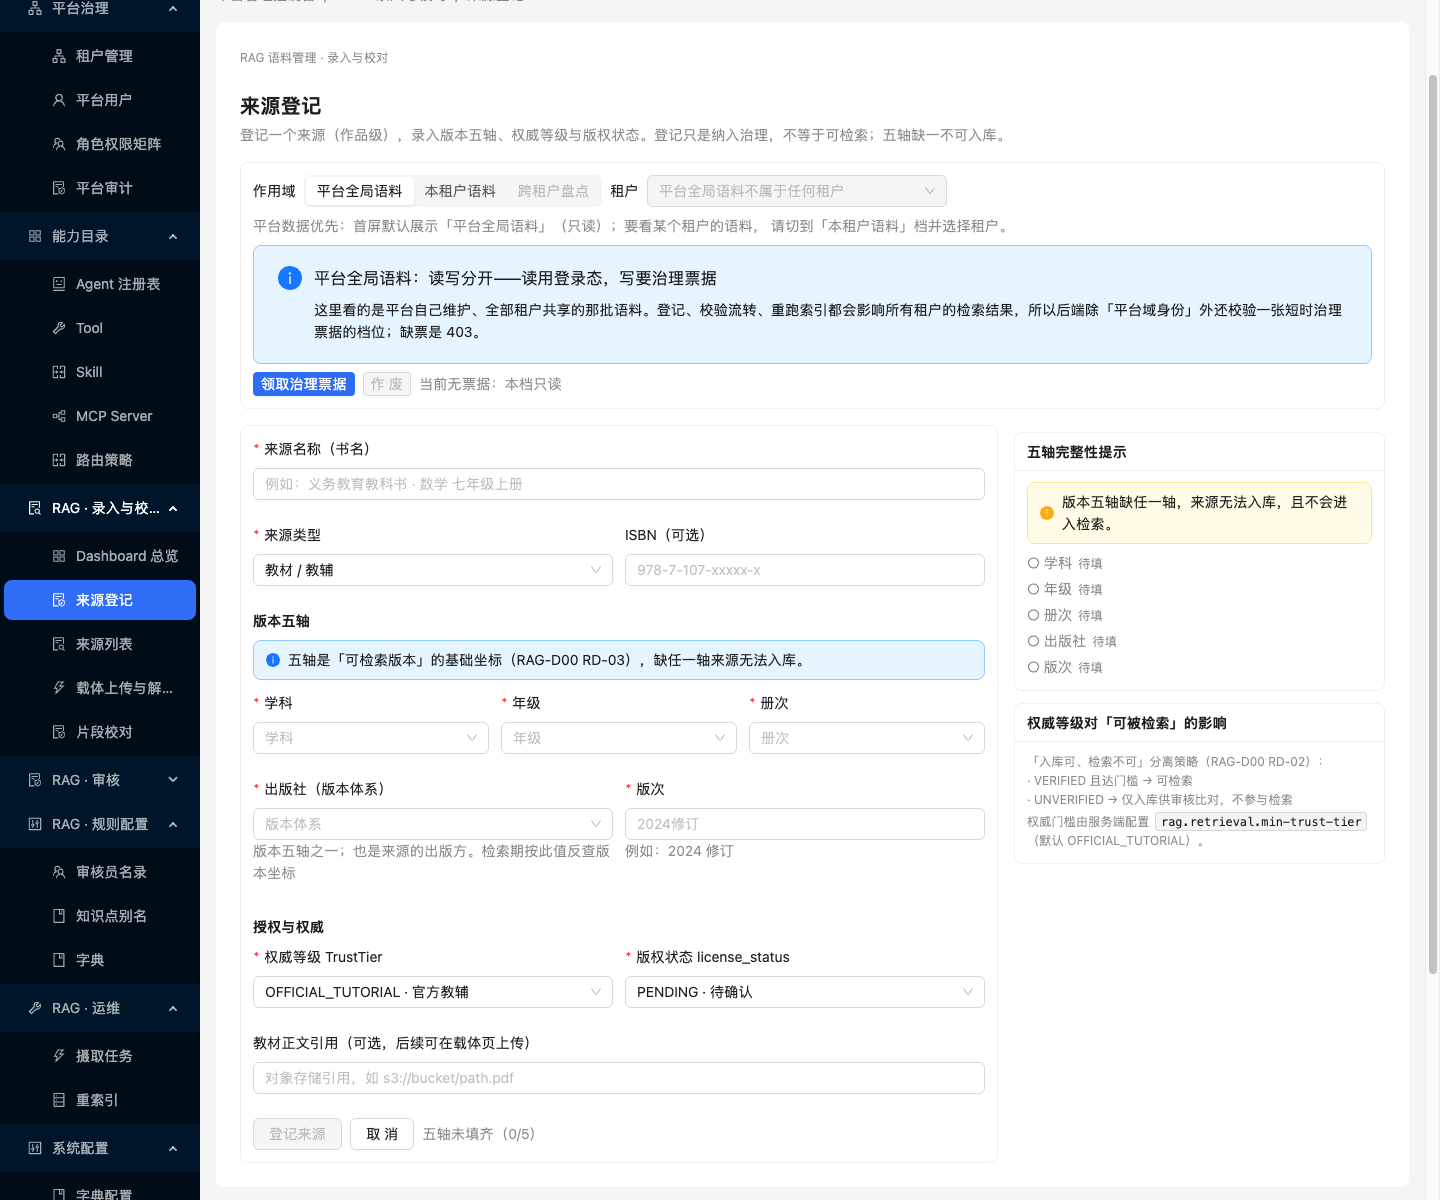 平台治理
租户管理
平台用户
角色权限矩阵
平台审计
能力目录
Agent 注册表
Tool
Skill
MCP Server
路由策略
RAG · 录入与校...
Dashboard 总览
来源登记
来源列表
载体上传与解...
片段校对
RAG · 审核
RAG · 规则配置
审核员名录
知识点别名
字典
RAG · 运维
摄取任务
重索引
系统配置
字典配置
RAG 语料管理 · 录入与校对
来源登记
登记一个来源（作品级），录入版本五轴、权威等级与版权状态。登记只是纳入治理，不等于可检索；五轴缺一不可入库。
作用域 平台全局语料 本租户语料 跨租户盘点 租户 平台全局语料不属于任何租户
平台数据优先：首屏默认展示「平台全局语料」（只读）；要看某个租户的语料， 请切到「本租户语料」档并选择租户。
平台全局语料：读写分开——读用登录态，写要治理票据
这里看的是平台自己维护、全部租户共享的那批语料。登记、校验流转、重跑索引都会影响所有租户的检索结果，所以后端除「平台域身份」外还校验一张短时治理
票据的档位；缺票是 403。
领取治理票据 作 废 当前无票据：本档只读
* 来源名称（书名）
例如：义务教育教科书 · 数学 七年级上册
* 来源类型 ISBN（可选）
教材 / 教辅 978-7-107-xxxxx-x
版本五轴
五轴是「可检索版本」的基础坐标（RAG-D00 RD-03），缺任一轴来源无法入库。
* 学科 * 年级 * 册次
学科 年级 册次
* 出版社（版本体系） * 版次
版本体系 2024修订
版本五轴之一；也是来源的出版方。检索期按此值反查版 例如：2024 修订
本坐标
授权与权威
* 权威等级 TrustTier * 版权状态 license_status
OFFICIAL_TUTORIAL · 官方教辅 PENDING · 待确认
教材正文引用（可选，后续可在载体页上传）
对象存储引用，如 s3://bucket/path.pdf
登记来源 取 消 五轴未填齐（0/5）
五轴完整性提示
版本五轴缺任一轴，来源无法入库，且不会进
入检索。
学科 待填
年级 待填
册次 待填
出版社 待填
版次 待填
权威等级对「可被检索」的影响
「入库可、检索不可」分离策略（RAG-D00 RD-02）：
· VERIFIED 且达门槛 → 可检索
· UNVERIFIED → 仅入库供审核比对，不参与检索
权威门槛由服务端配置 rag.retrieval.min-trust-tier
（默认 OFFICIAL_TUTORIAL）。